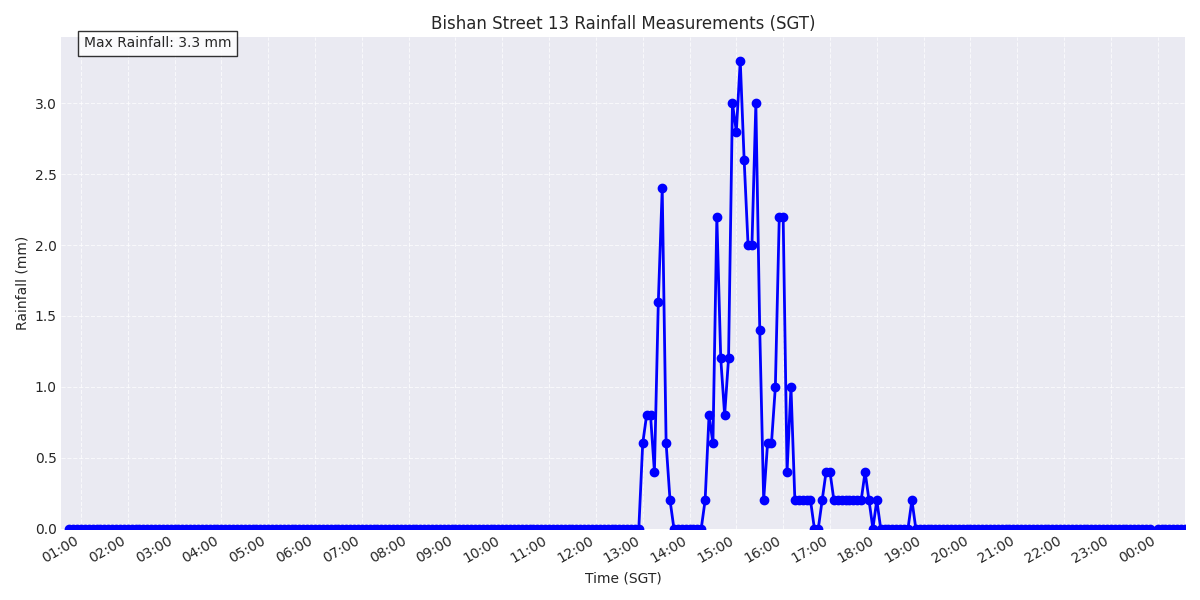 Bishan Street 13 Rainfall Measurements (SGT)
Max Rainfall: 3.3 mm
Rainfall (mm)
3.0
2.5
2.0
1.5
1.0
0.5
0.0
01:00 02:00 03:00 04:00 05:00 06:00 07:00 08:00 09:00 10:00 11:00 12:00 13:00 14:00 15:00 16:00 17:00 18:00 19:00 20:00 21:00 22:00 23:00 00:00
Time (SGT)